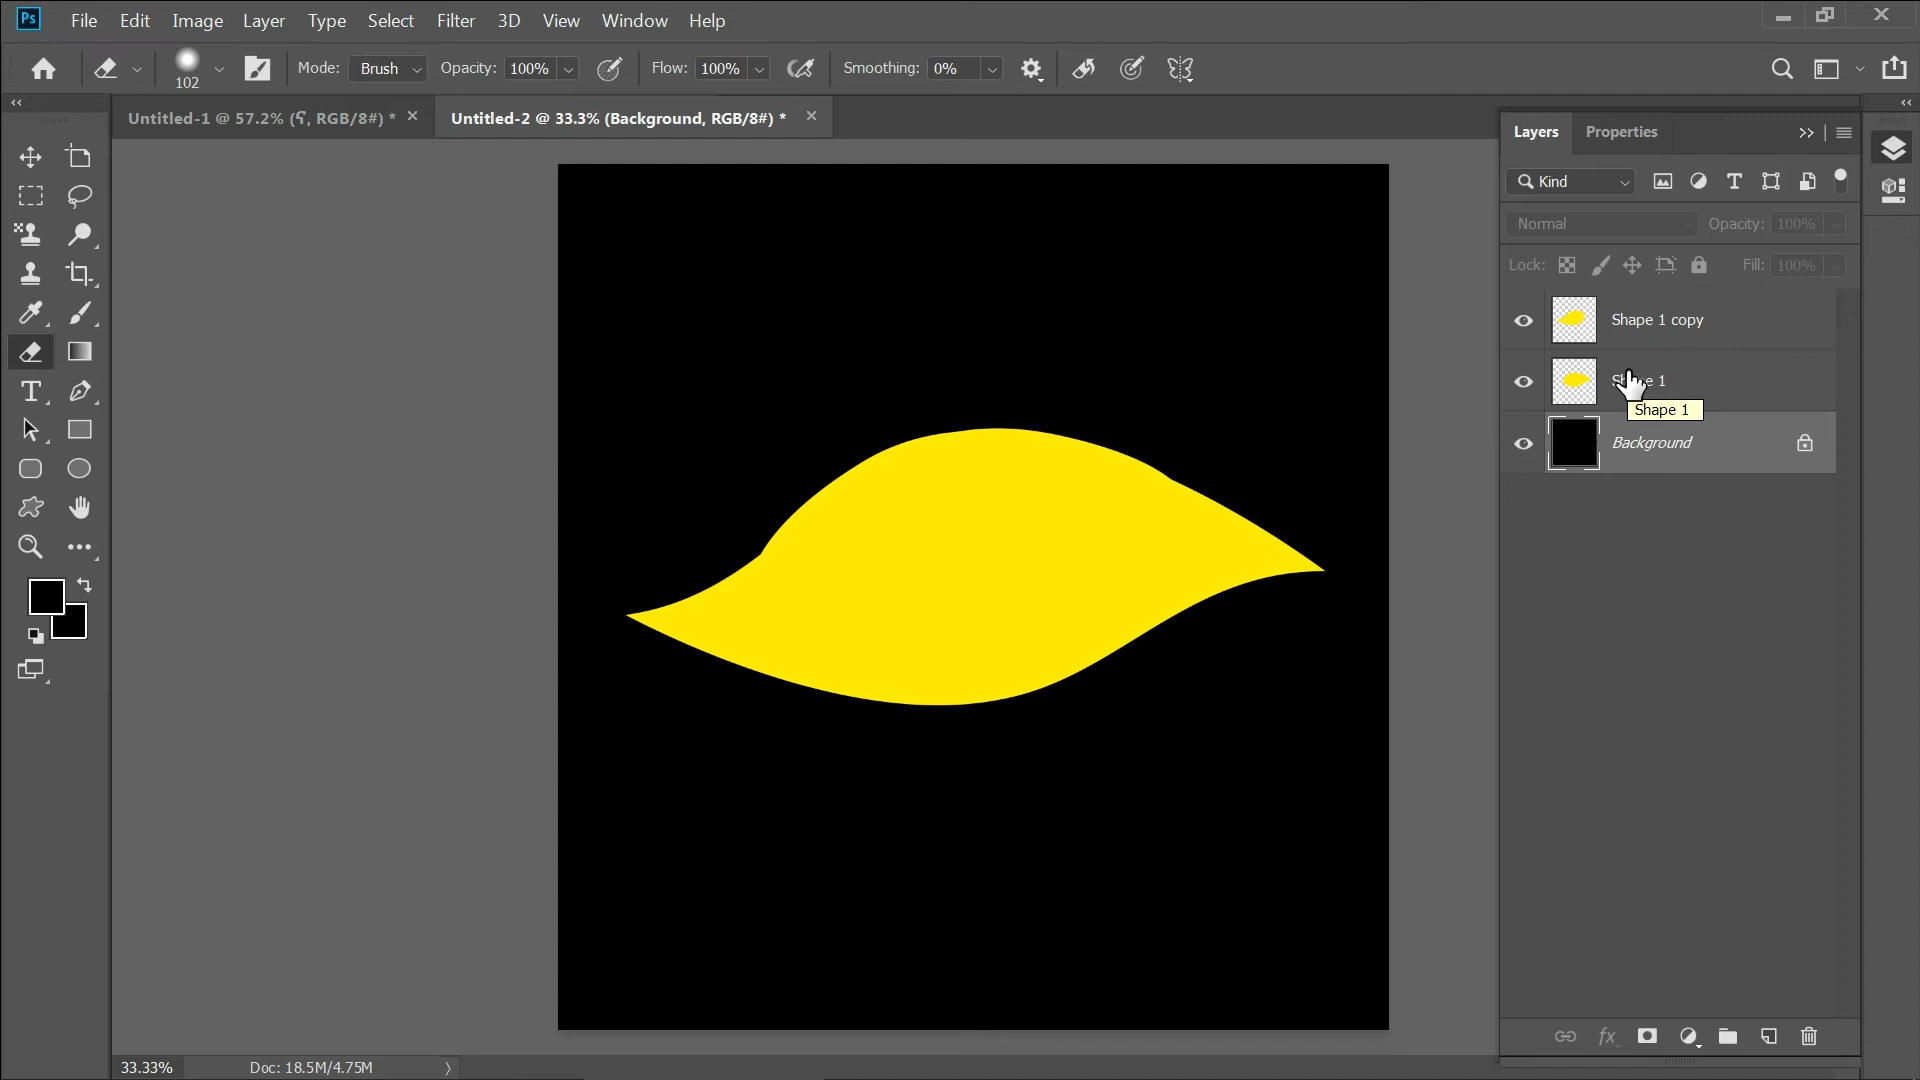 Ps File Edit Image Layer Type Select Filter 3D View Window Help
102 Mode: Brush Opacity: 100% Flow: 100% Smoothing: 0%
Untitled-1 @ 57.2% (ና, RGB/8#) * Untitled-2 @ 33.3% (Background, RGB/8#) *
Layers Properties
Kind
Normal Opacity: 100%
Lock: Fill: 100%
Shape 1 copy
Shape 1
Shape 1
Background
33.33% Doc: 18.5M/4.75M